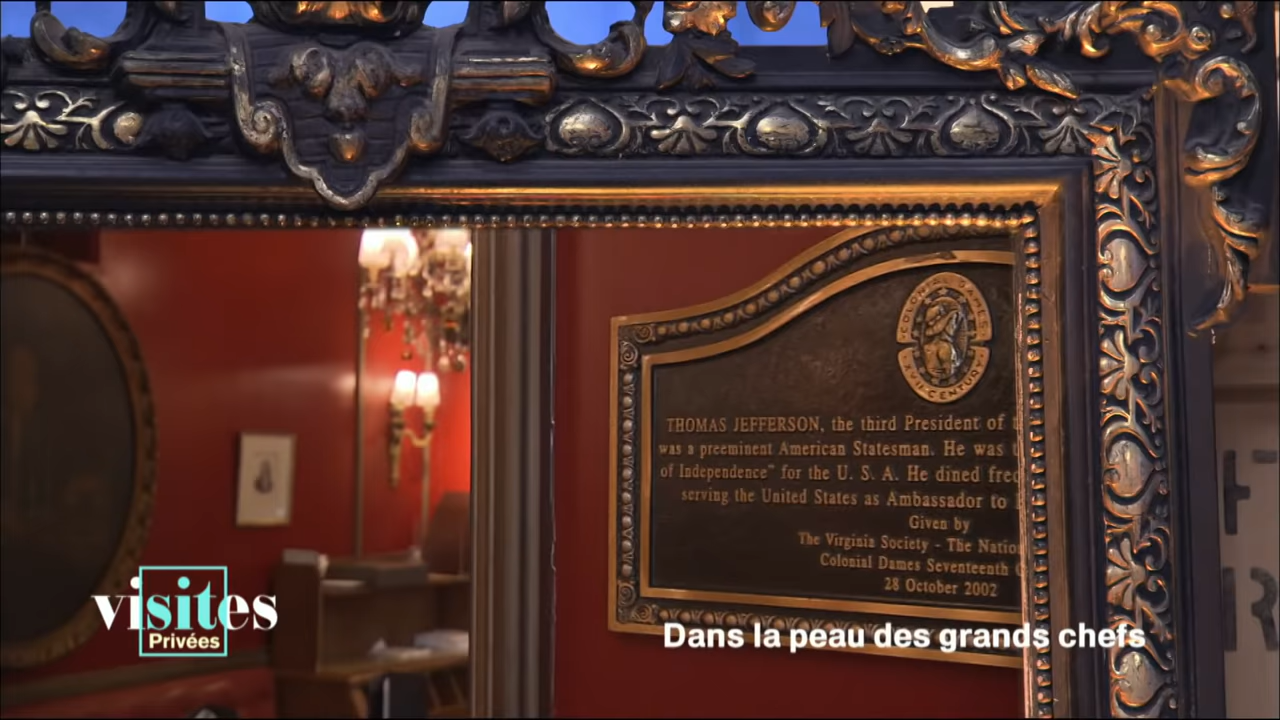 COLONIAL DAMES
XVII CENTURY
THOMAS JEFFERSON, the third President of
was a preeminent American Statesman. He was
of Independence" for the U. S. A. He dined
serving the United States as Ambassador to
Given by
The Virginia Society - The
Colonial Dames Seventeenth
28 October 2002
visites
Privées
Dans la peau des grands chefs